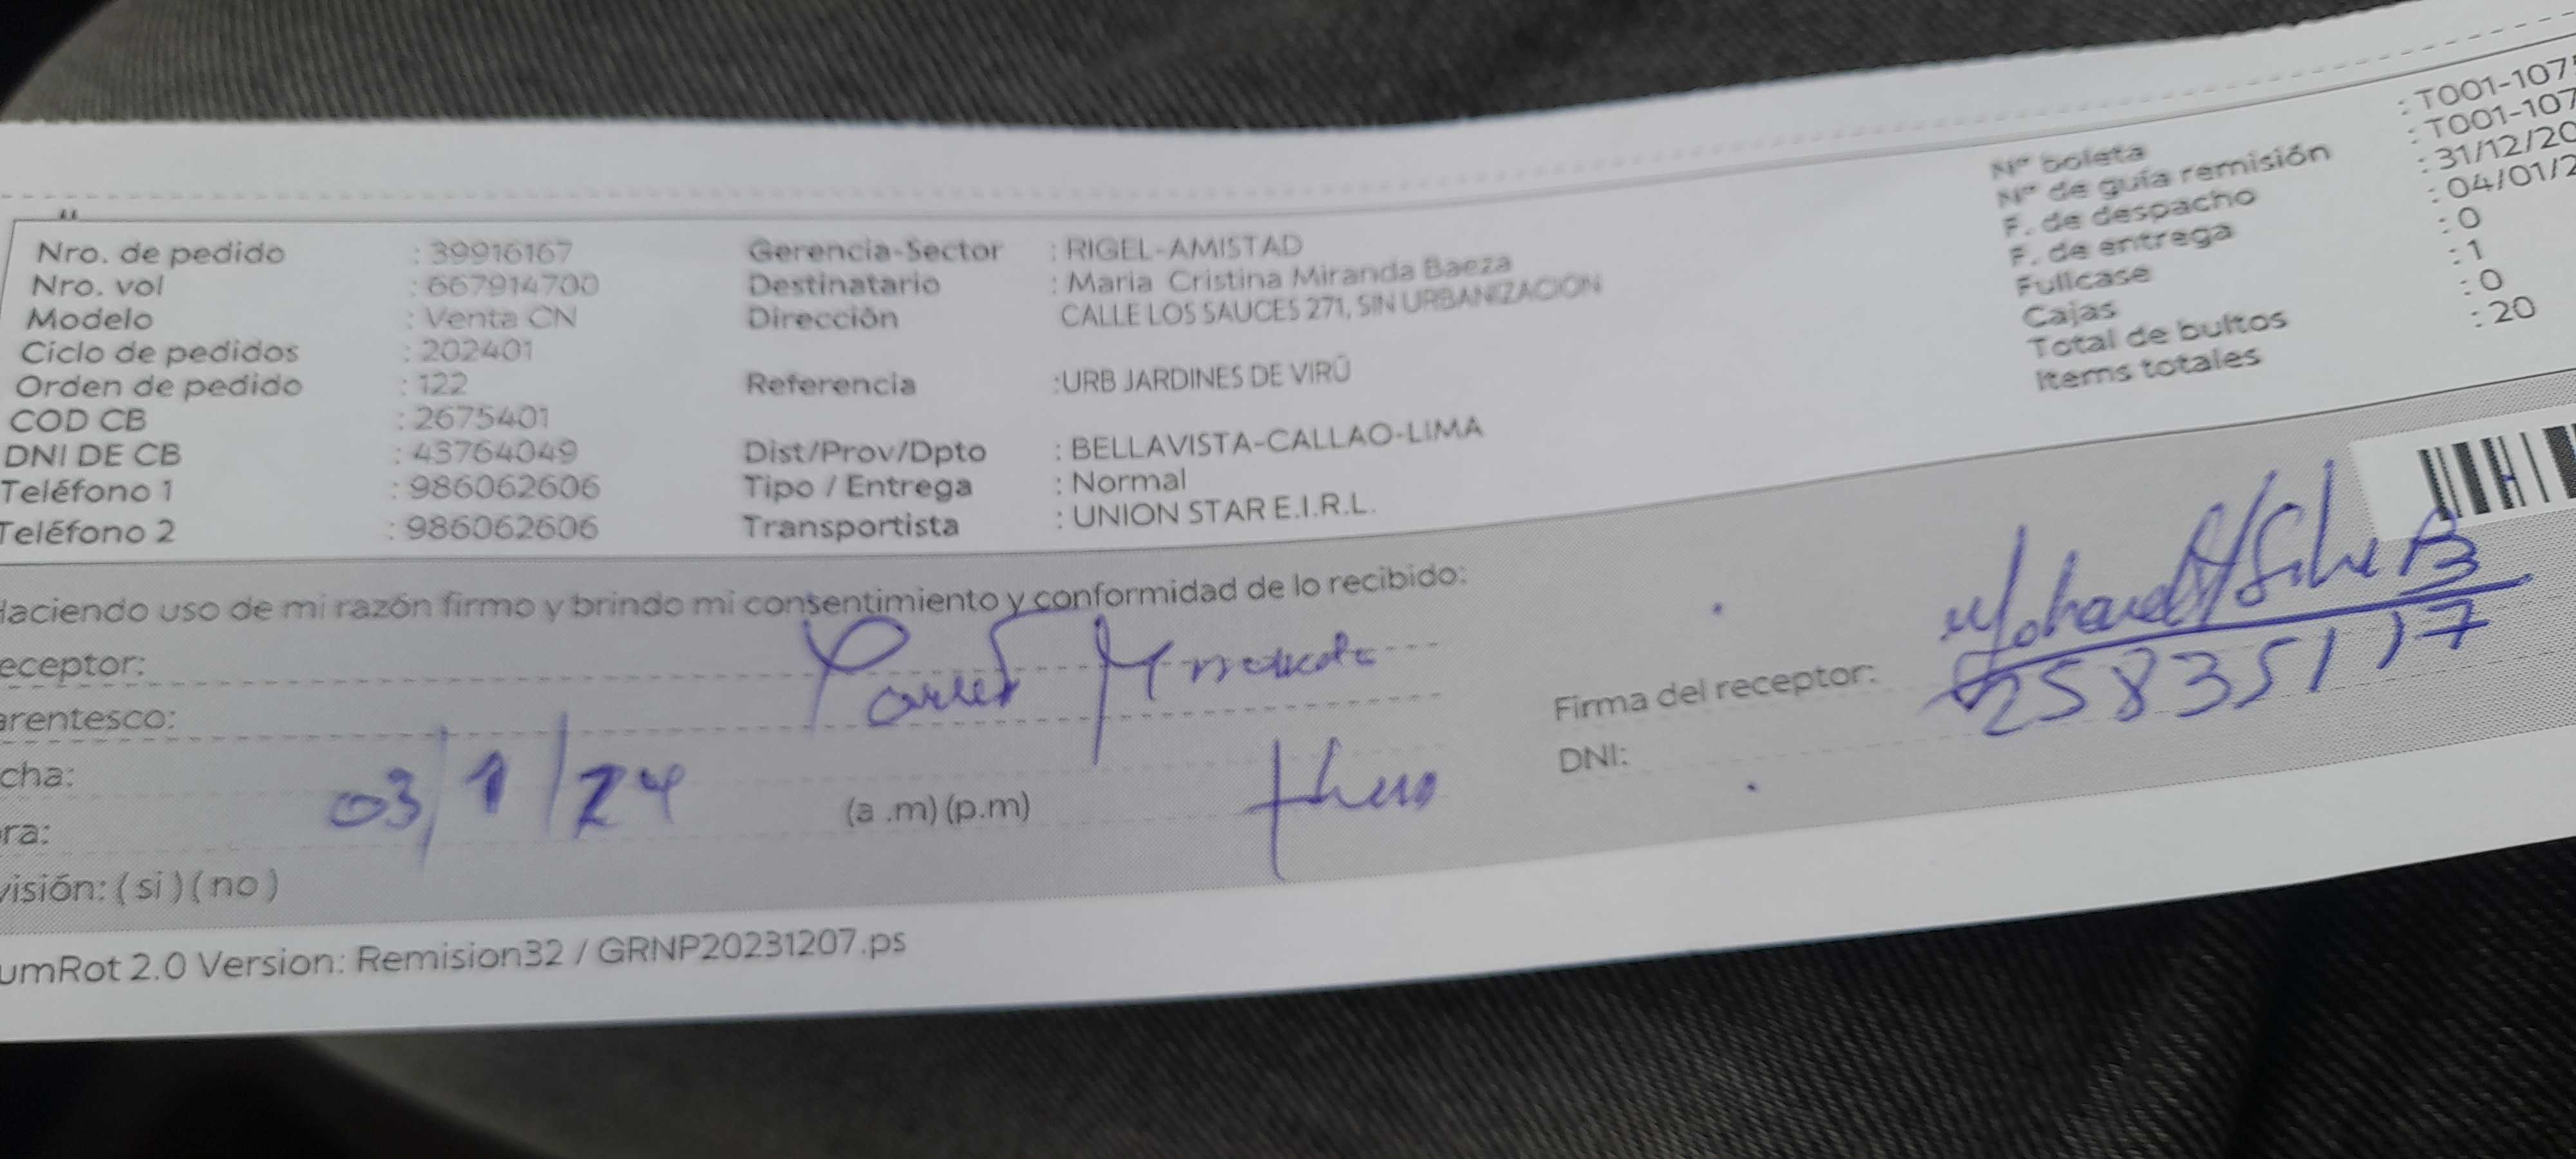 Nro. de pedido : 39916167
Nro. vol : 667914700
Modelo : Venta CN
Ciclo de pedidos : 202401
Orden de pedido : 122
COD CB : 2675401
DNI DE CB : 43764049
Teléfono 1 : 986062606
Teléfono 2 : 986062606
Gerencia-Sector : RIGEL-AMISTAD
Destinatario : Maria Cristina Miranda Baeza
Dirección CALLE LOS SAUCES 271, SIN URBANIZACIÓN
Referencia :URB JARDINES DE VIRÚ
Dist/Prov/Dpto : BELLAVISTA-CALLAO-LIMA
Tipo / Entrega : Normal
Transportista : UNION STAR E.I.R.L.
N° boleta : T001-107
N° de guía remisión : T001-107
F. de despacho : 31/12/20
F. de entrega : 04/01/2
Fullcase : 0
Cajas : 1
Total de bultos : 0
Items totales : 20
Haciendo uso de mi razón firmo y brindo mi consentimiento y conformidad de lo recibido:
eceptor:
arentesco:
cha: 03/1/24
ra: (a .m) (p.m)
visión: ( si ) ( no )
Firma del receptor:
DNI: 25835117
umRot 2.0 Version: Remision32 / GRNP20231207.ps